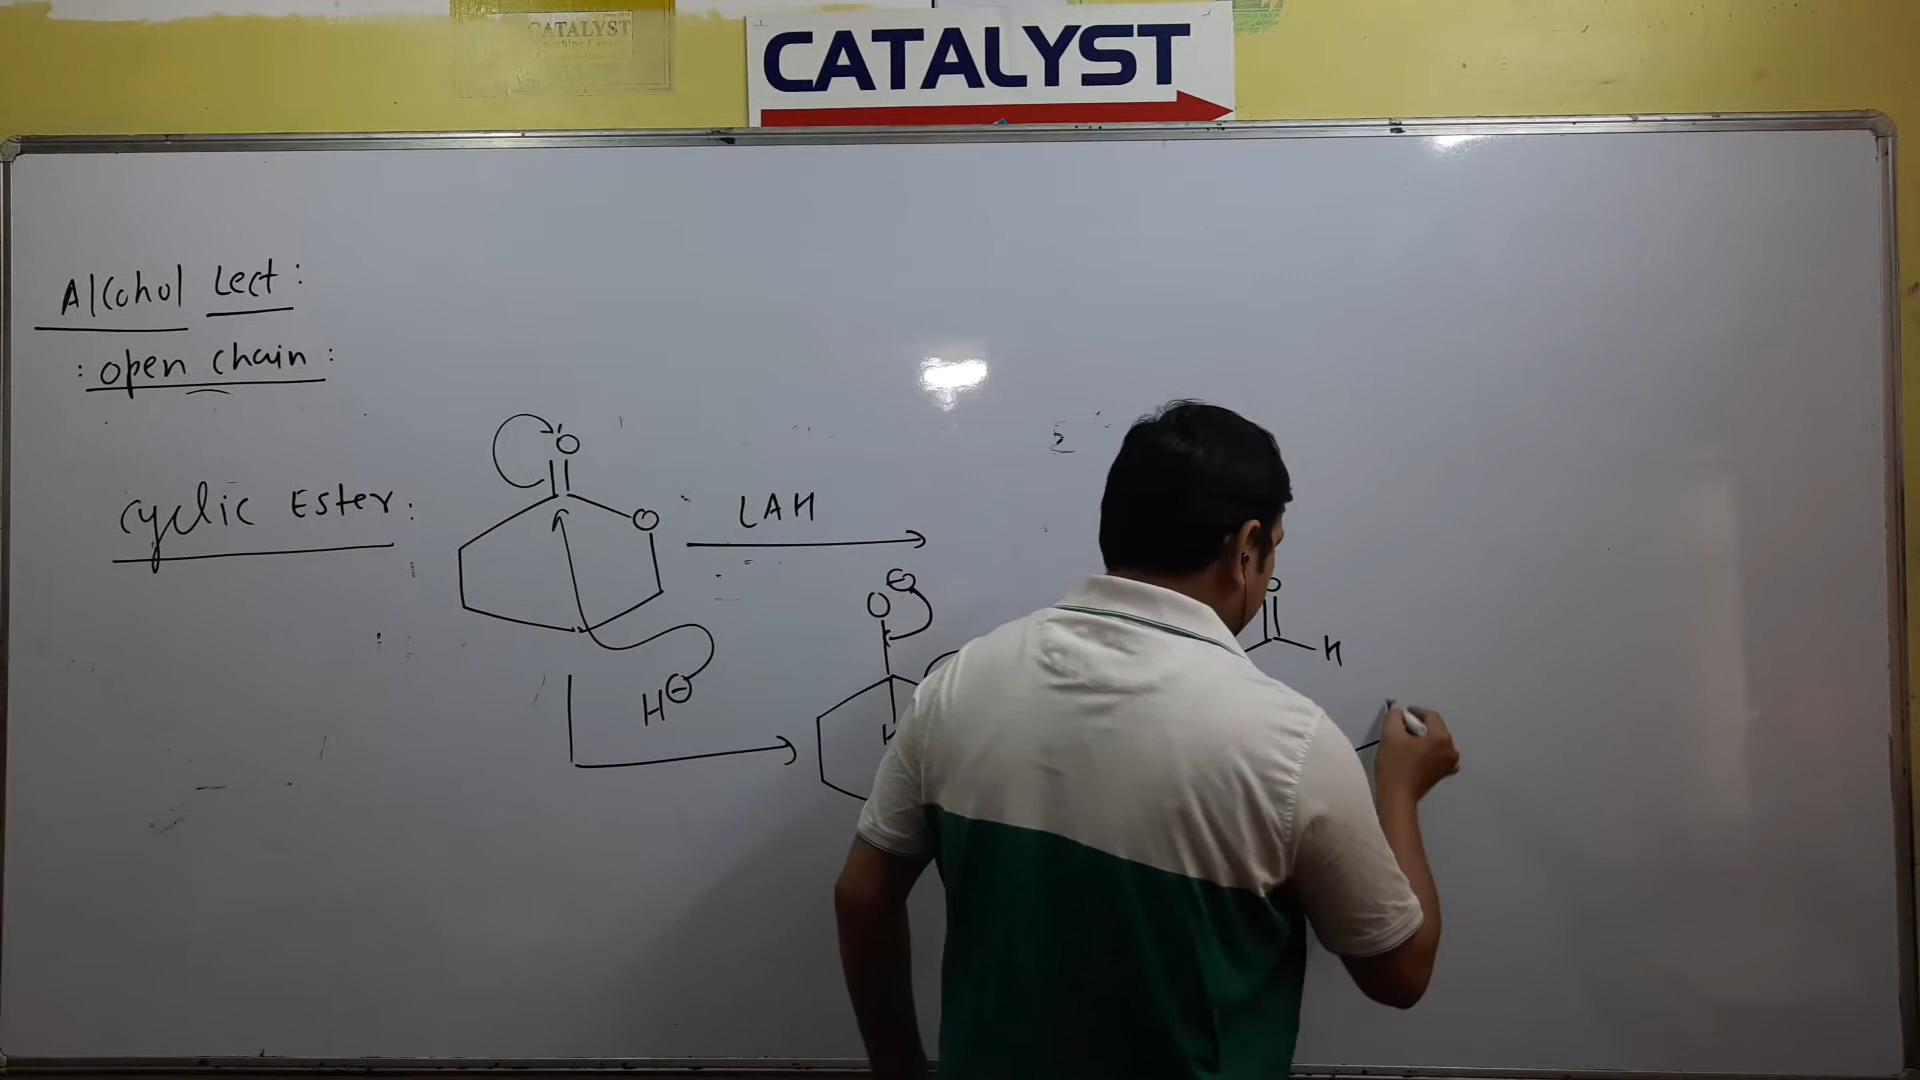 CATALYST
CATALYST
Alcohol Lect:
: open chain :
Cyclic Ester:
O
O
LAH
H⊖
O⊖
H
O
H